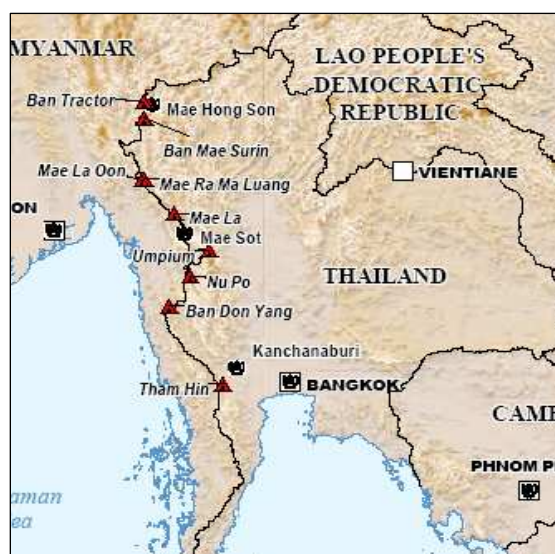 MYANMAR
LAO PEOPLE'S
DEMOCRATIC
REPUBLIC
Ban Tractor
Mae Hong Son
Ban Mae Surin
Mae La Oon
Mae Ra Ma Luang
VIENTIANE
ON
Mae La
Mae Sot
Umpium
THAILAND
Nu Po
Ban Don Yang
Kanchanaburi
Tham Hin
BANGKOK
CAMB
PHNOM P
aman
ea